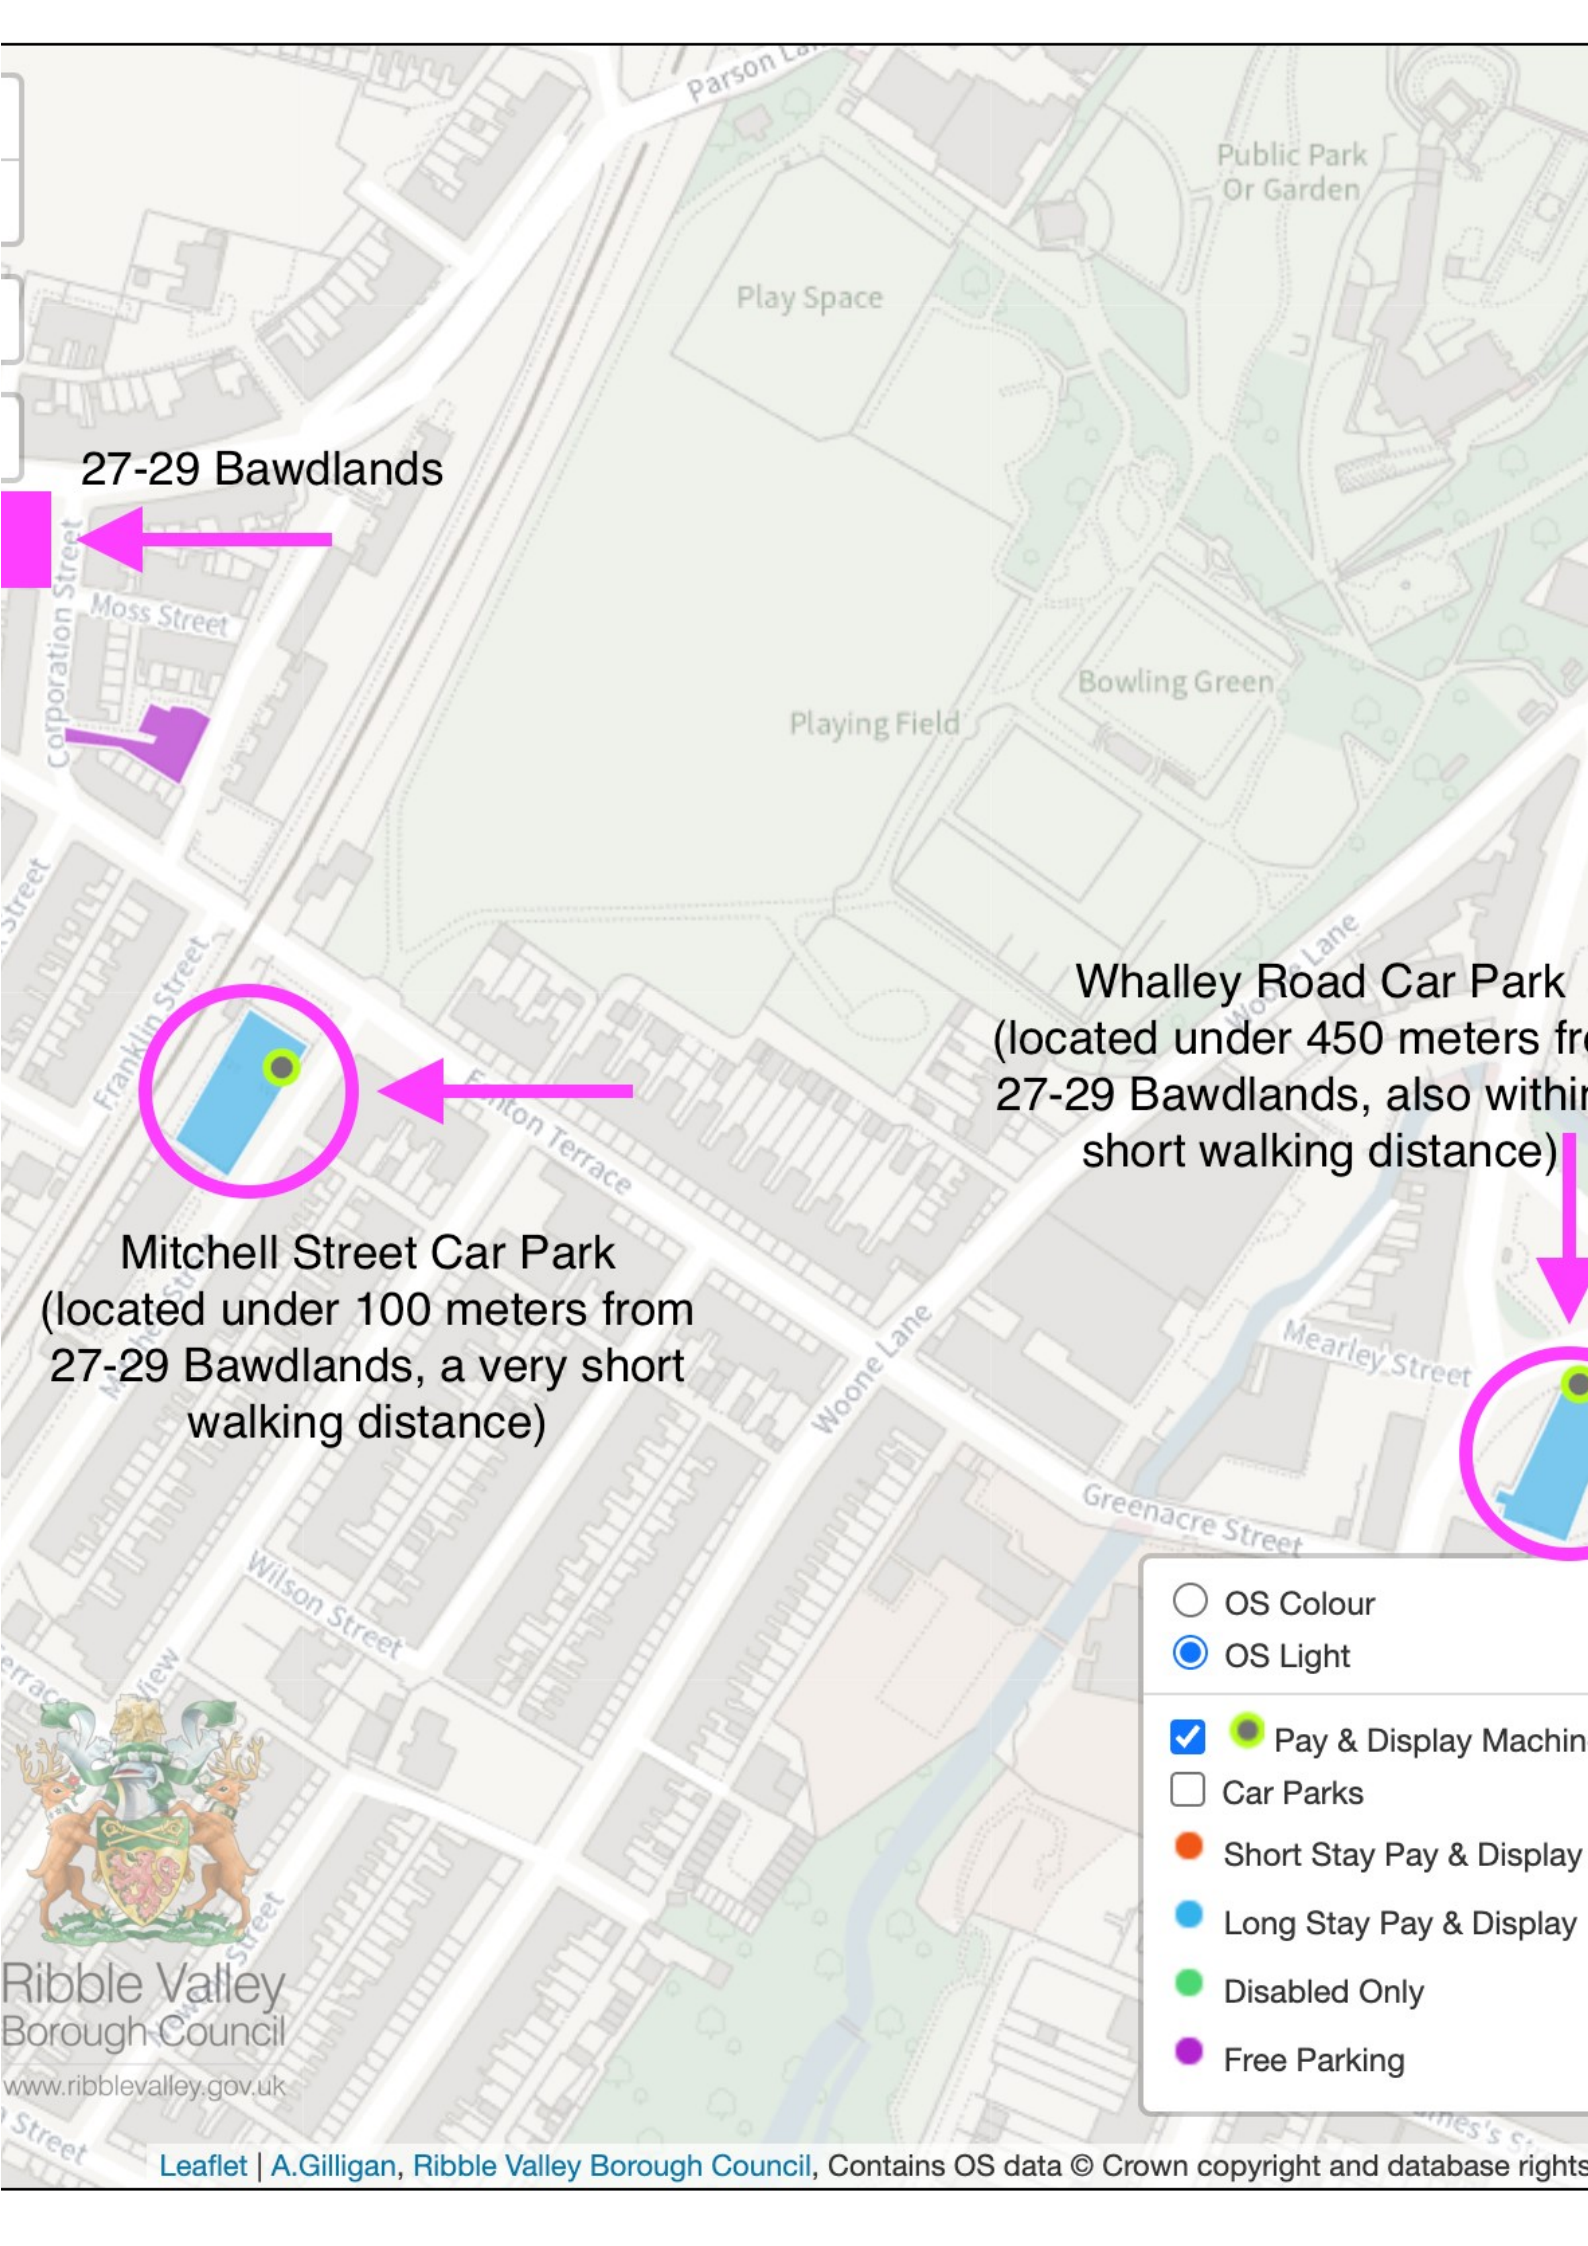 Parson La
Public Park
Or Garden
Play Space
27-29 Bawdlands
Corporation Street
Moss Street
Bowling Green
Playing Field
Street
Franklin Street
Woone Lane
Whalley Road Car Park
(located under 450 meters fro
27-29 Bawdlands, also within
short walking distance)
Terrace
Mitchell Street Car Park
(located under 100 meters from
27-29 Bawdlands, a very short
walking distance)
Woone Lane
Mearley Street
Greenacre Street
Wilson Street
View
OS Colour
OS Light
Pay & Display Machin
Car Parks
Short Stay Pay & Display
Long Stay Pay & Display
Disabled Only
Free Parking
Ribble Valley
Borough Council
www.ribblevalley.gov.uk
Street
Street
Leaflet | A.Gilligan, Ribble Valley Borough Council, Contains OS data © Crown copyright and database rights